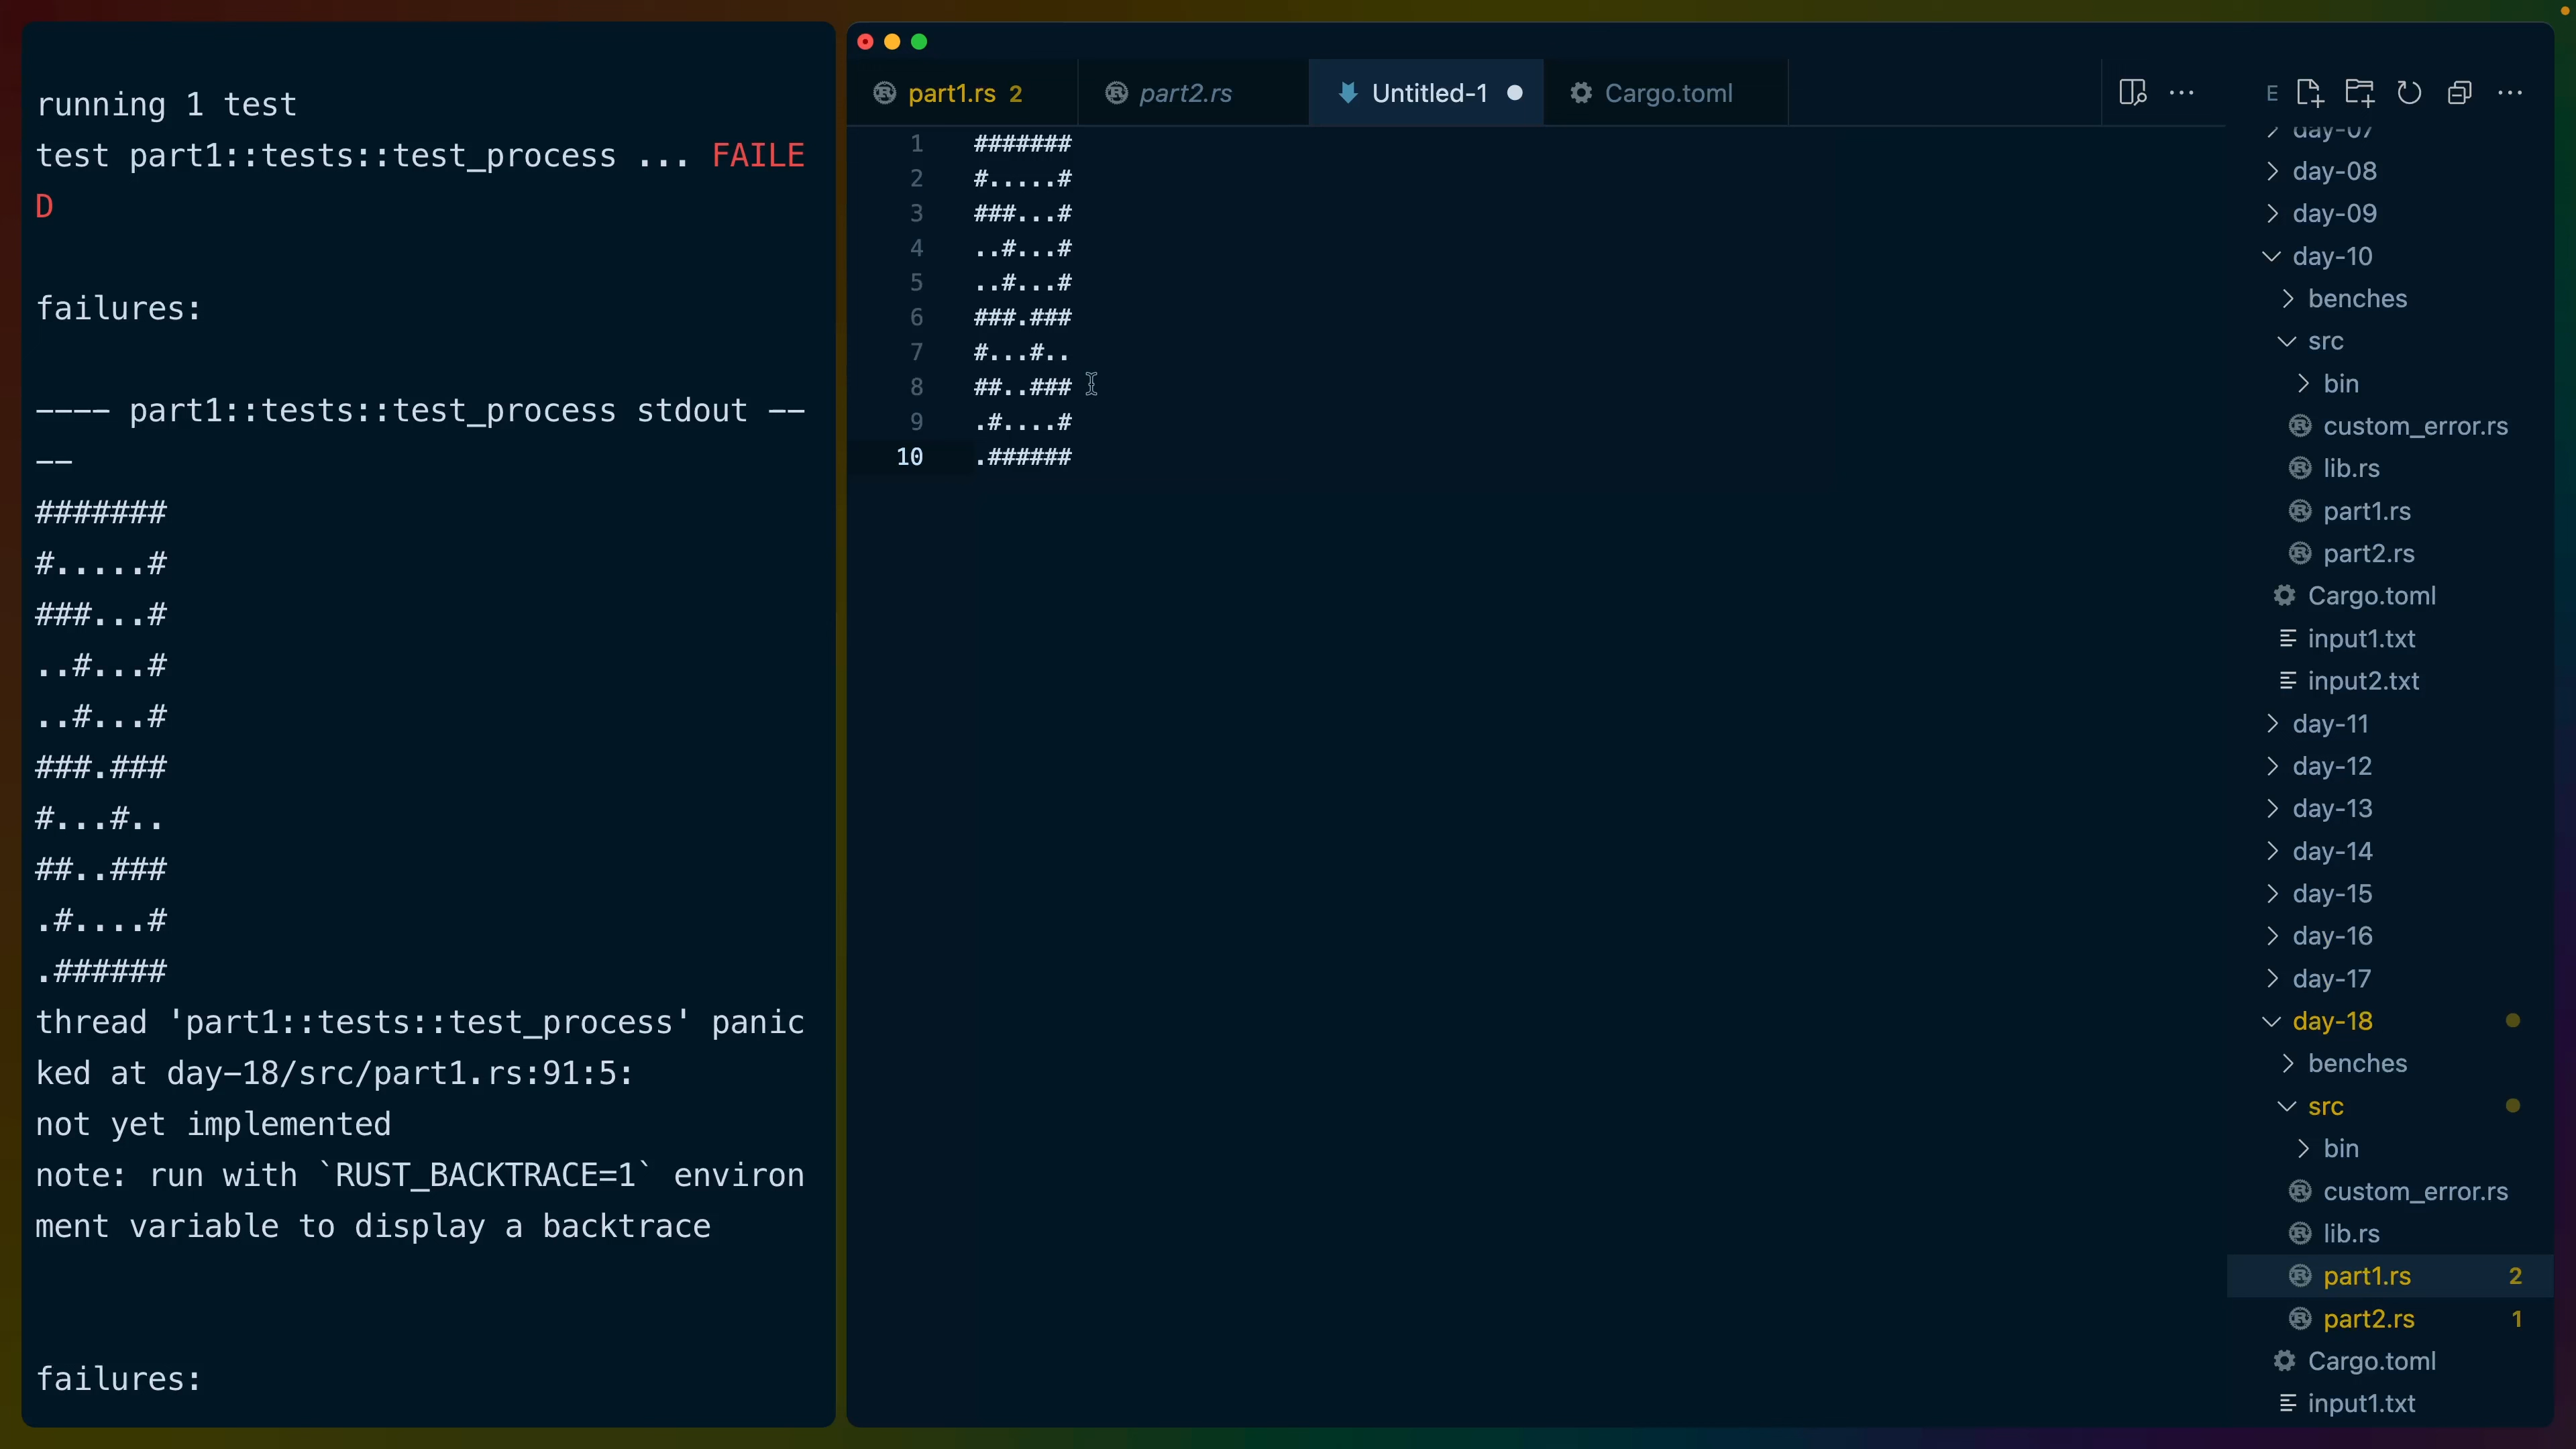 running 1 test
test part1::tests::test_process ... FAILE
D
failures:
---- part1::tests::test_process stdout --
--
#######
#.....#
###...#
..#...#
..#...#
###.###
#...#..
##..###
.#....#
.######
thread 'part1::tests::test_process' panic
ked at day-18/src/part1.rs:91:5:
not yet implemented
note: run with `RUST_BACKTRACE=1` environ
ment variable to display a backtrace
failures:
part1.rs 2 part2.rs Untitled-1 Cargo.toml
1 #######
2 #.....#
3 ###...#
4 ..#...#
5 ..#...#
6 ###.###
7 #...#..
8 ##..###
9 .#....#
10 .######
E
day-07
day-08
day-09
day-10
benches
src
bin
custom_error.rs
lib.rs
part1.rs
part2.rs
Cargo.toml
input1.txt
input2.txt
day-11
day-12
day-13
day-14
day-15
day-16
day-17
day-18
benches
src
bin
custom_error.rs
lib.rs
part1.rs 2
part2.rs 1
Cargo.toml
input1.txt